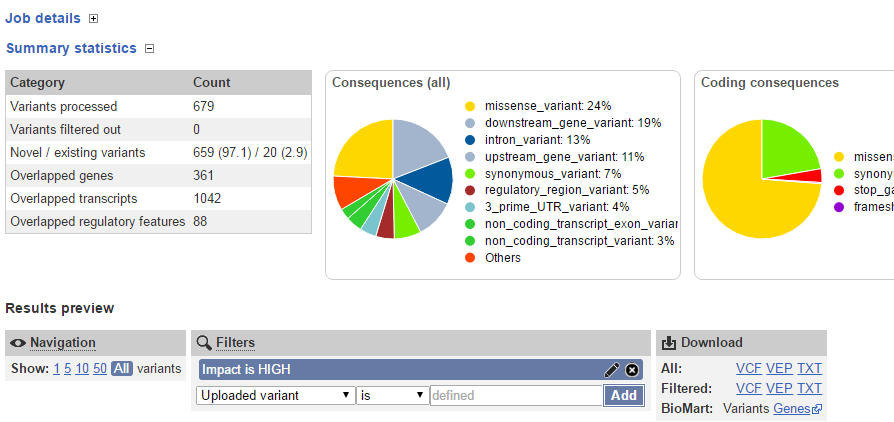 Job details
Summary statistics
Category Count
Variants processed 679
Variants filtered out 0
Novel / existing variants 659 (97.1) / 20 (2.9)
Overlapped genes 361
Overlapped transcripts 1042
Overlapped regulatory features 88
Consequences (all)
missense_variant: 24%
downstream_gene_variant: 19%
intron_variant: 13%
upstream_gene_variant: 11%
synonymous_variant: 7%
regulatory_region_variant: 5%
3_prime_UTR_variant: 4%
non_coding_transcript_exon_varian
non_coding_transcript_variant: 3%
Others
Coding consequences
missen
synony
stop_ga
framesh
Results preview
Navigation
Show: 1 5 10 50 All variants
Filters
Impact is HIGH
Uploaded variant is defined Add
Download
All: VCF VEP TXT
Filtered: VCF VEP TXT
BioMart: Variants Genes